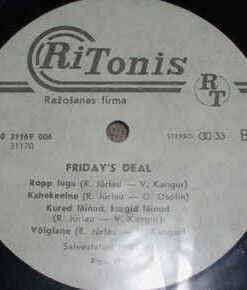 RiTonis
Ražošanas firma
RT
0 31169 006
31170
STEREO 33
B
FRIDAY'S DEAL
Ropp lugu (R. Jürlau — V. Kangur)
Kahekeelne (R. Jürlau — O. Osolin)
Kured läinud, kurgid läinud
(R. Jürlau — V. Kangur)
Võlglane (R. Jürlau — V. Kangur)